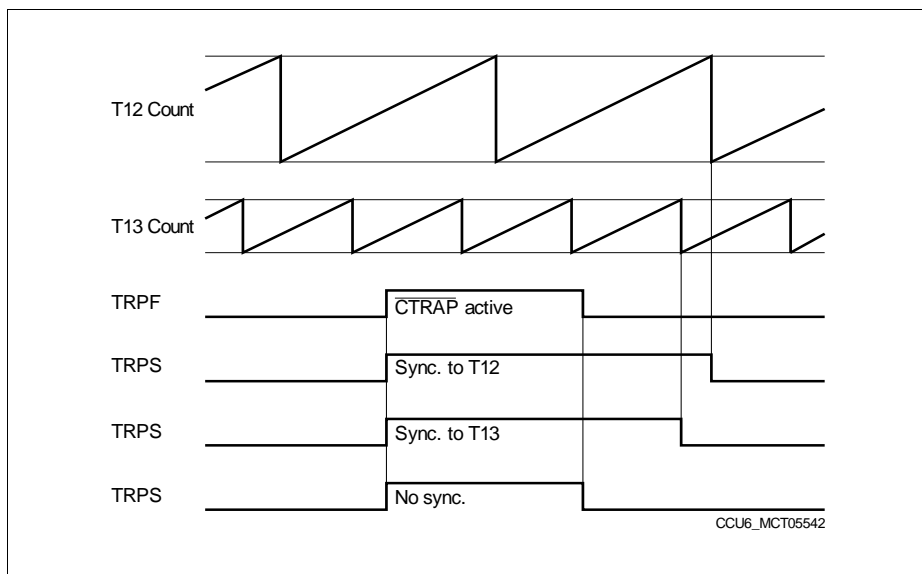 T12 Count
T13 Count
TRPF
CTRAP active
TRPS
Sync. to T12
TRPS
Sync. to T13
TRPS
No sync.
CCU6_MCT05542